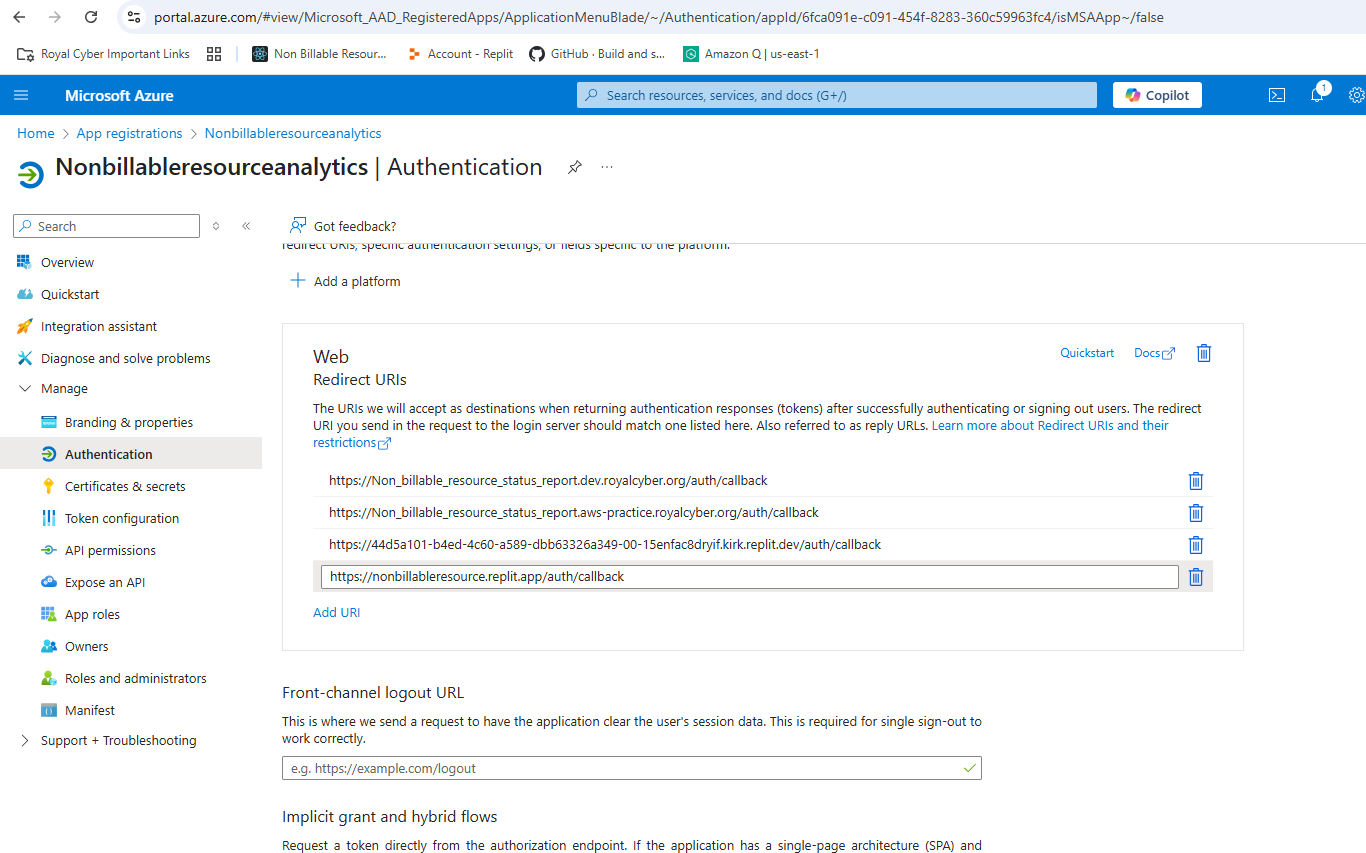 portal.azure.com/#view/Microsoft_AAD_RegisteredApps/ApplicationMenuBlade/~/Authentication/appId/6fca091e-c091-454f-8283-360c59963fc4/isMSAApp~/false
Royal Cyber Important Links
Non Billable Resour...
Account - Replit
GitHub · Build and s...
Amazon Q | us-east-1
Microsoft Azure
Search resources, services, and docs (G+/)
Copilot
1
Home > App registrations > Nonbillableresourceanalytics
Nonbillableresourceanalytics | Authentication
Search
Got feedback?
redirect URIs, specific authentication settings, or fields specific to the platform.
Overview
Quickstart
Integration assistant
Diagnose and solve problems
Manage
Branding & properties
Authentication
Certificates & secrets
Token configuration
API permissions
Expose an API
App roles
Owners
Roles and administrators
Manifest
Support + Troubleshooting
Add a platform
Web
Quickstart
Docs
Redirect URIs
The URIs we will accept as destinations when returning authentication responses (tokens) after successfully authenticating or signing out users. The redirect
URI you send in the request to the login server should match one listed here. Also referred to as reply URLs. Learn more about Redirect URIs and their
restrictions
https://Non_billable_resource_status_report.dev.royalcyber.org/auth/callback
https://Non_billable_resource_status_report.aws-practice.royalcyber.org/auth/callback
https://44d5a101-b4ed-4c60-a589-dbb63326a349-00-15enfac8dryif.kirk.replit.dev/auth/callback
https://nonbillableresource.replit.app/auth/callback
Add URI
Front-channel logout URL
This is where we send a request to have the application clear the user's session data. This is required for single sign-out to
work correctly.
e.g. https://example.com/logout
Implicit grant and hybrid flows
Request a token directly from the authorization endpoint. If the application has a single-page architecture (SPA) and